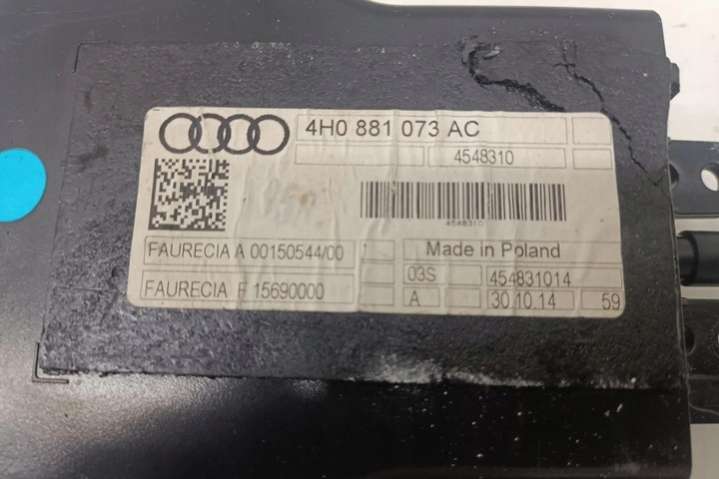 4H0 881 073 AC
4548310
4548310
FAURECIA A 00150544/00
Made in Poland
03S 454831014
FAURECIA F 15690000
A 30.10.14 59